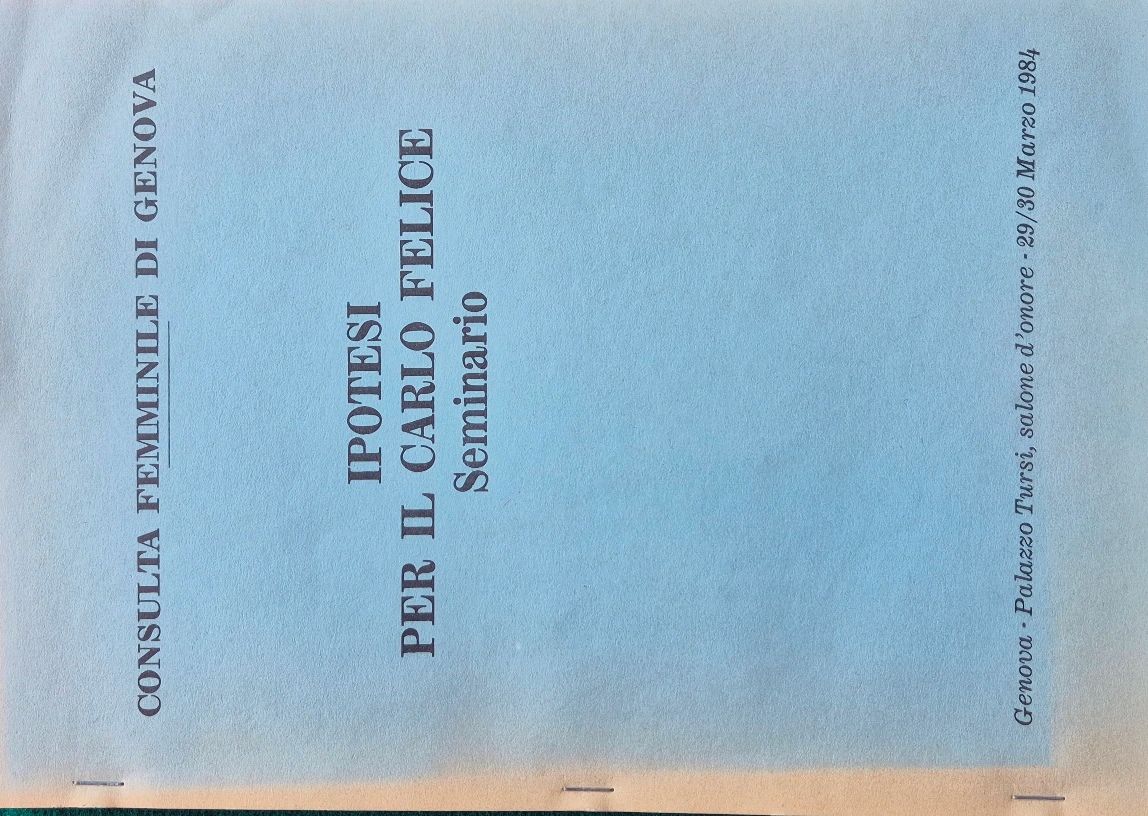 CONSULTA FEMMINILE DI GENOVA
IPOTESI
PER IL CARLO FELICE
Seminario
Genova - Palazzo Tursi, salone d'onore - 29/30 Marzo 1984